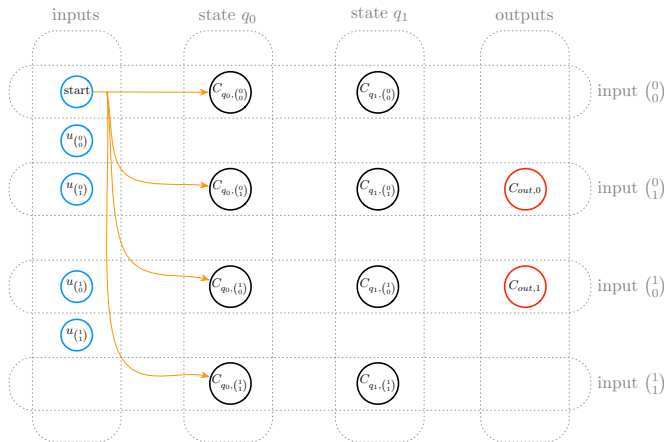 inputs state q₀ state q₁ outputs
start C_{q₀,(0 0)} C_{q₁,(0 0)} input (0 0)
u_{(0 0)}
u_{(0 1)} C_{q₀,(0 1)} C_{q₁,(0 1)} C_{out,0} input (0 1)
u_{(1 0)} C_{q₀,(1 0)} C_{q₁,(1 0)} C_{out,1} input (1 0)
u_{(1 1)}
C_{q₀,(1 1)} C_{q₁,(1 1)} input (1 1)